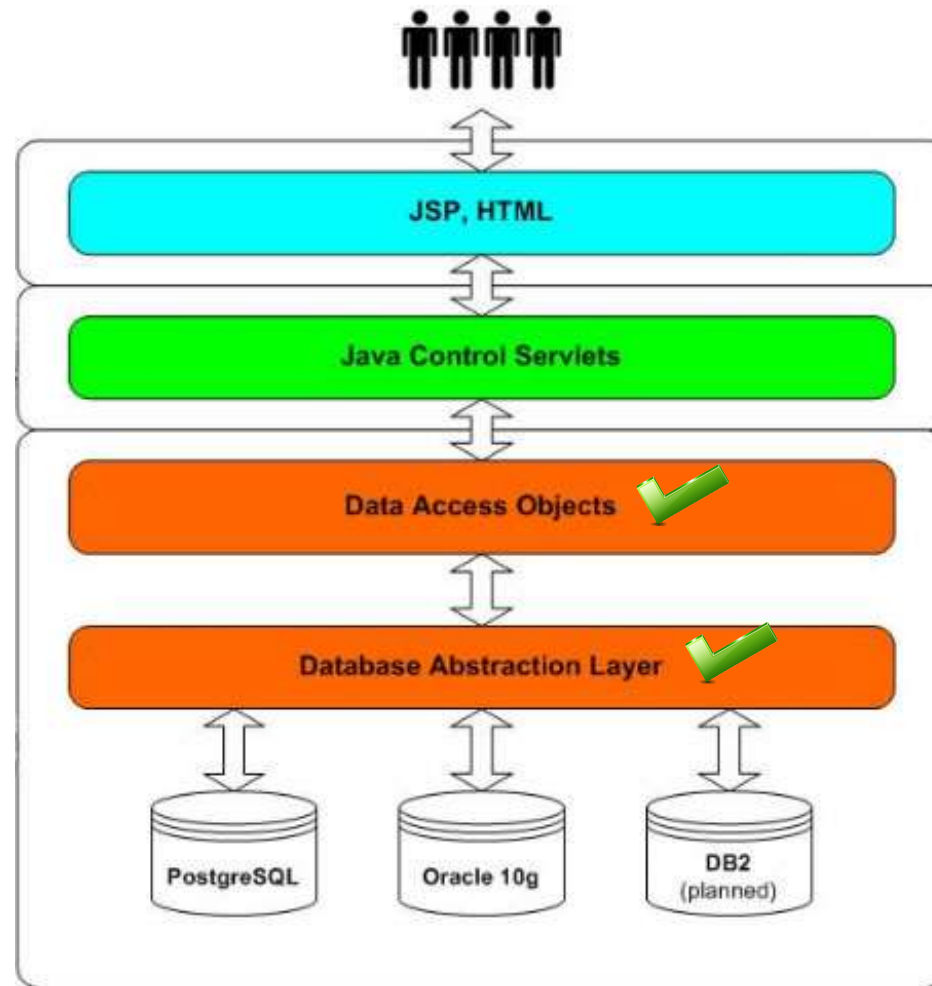 JSP, HTML
Java Control Servlets
Data Access Objects
Database Abstraction Layer
PostgreSQL
Oracle 10g
DB2
(planned)